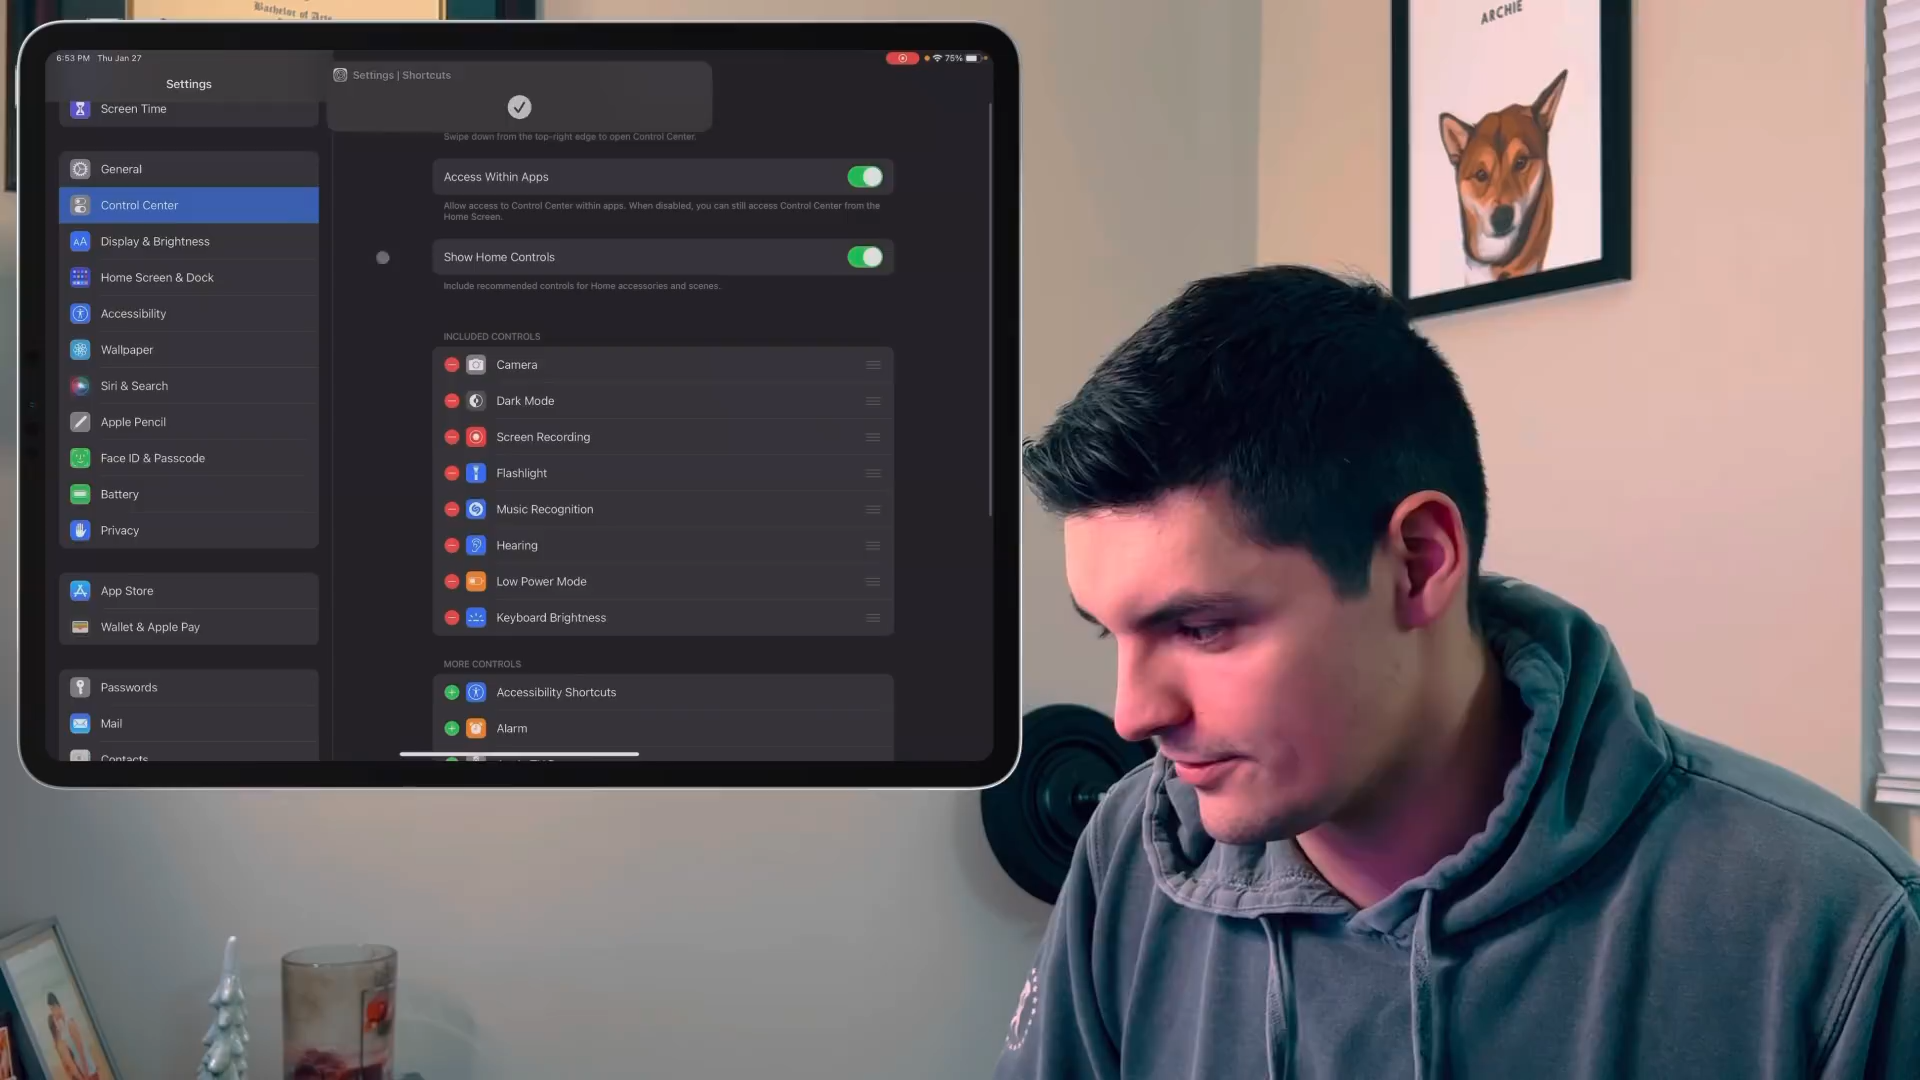 Bachelor of Arts
ARCHIE
6:53 PM Thu Jan 27
75%
Settings
Settings | Shortcuts
Screen Time
General
Control Center
Display & Brightness
Home Screen & Dock
Accessibility
Wallpaper
Siri & Search
Apple Pencil
Face ID & Passcode
Battery
Privacy
App Store
Wallet & Apple Pay
Passwords
Mail
Contacts
Swipe down from the top-right edge to open Control Center.
Access Within Apps
Allow access to Control Center within apps. When disabled, you can still access Control Center from the
Home Screen.
Show Home Controls
Include recommended controls for Home accessories and scenes.
INCLUDED CONTROLS
Camera
Dark Mode
Screen Recording
Flashlight
Music Recognition
Hearing
Low Power Mode
Keyboard Brightness
MORE CONTROLS
Accessibility Shortcuts
Alarm